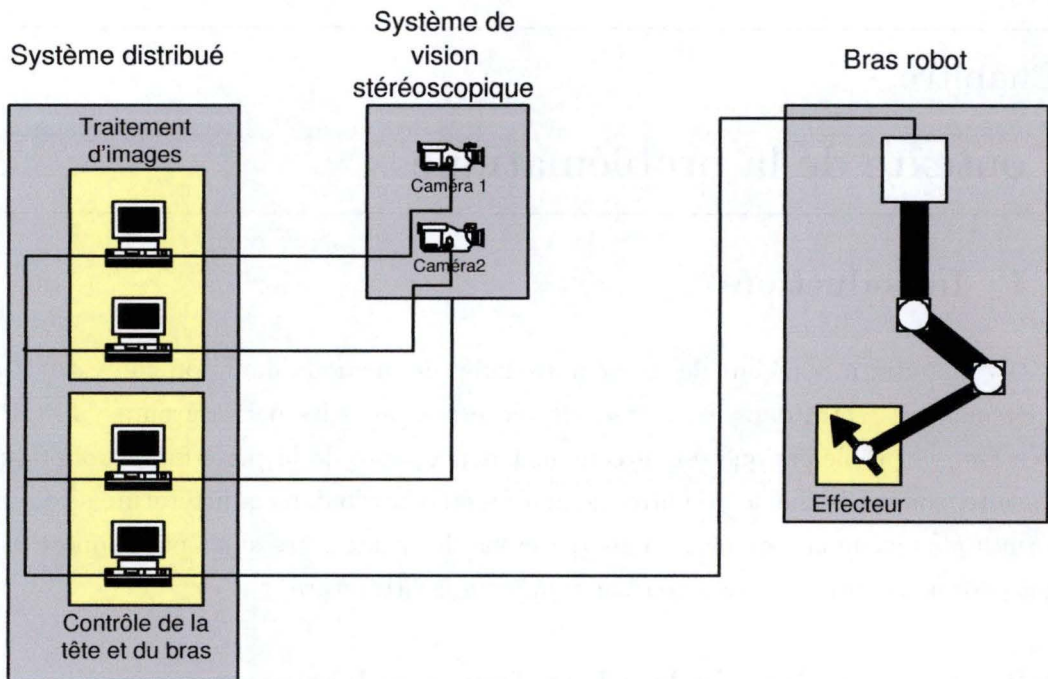 Système distribué
Traitement
d'images
Contrôle de la
tête et du bras
Système de
vision
stéréoscopique
Caméra 1
Caméra2
Bras robot
Effecteur